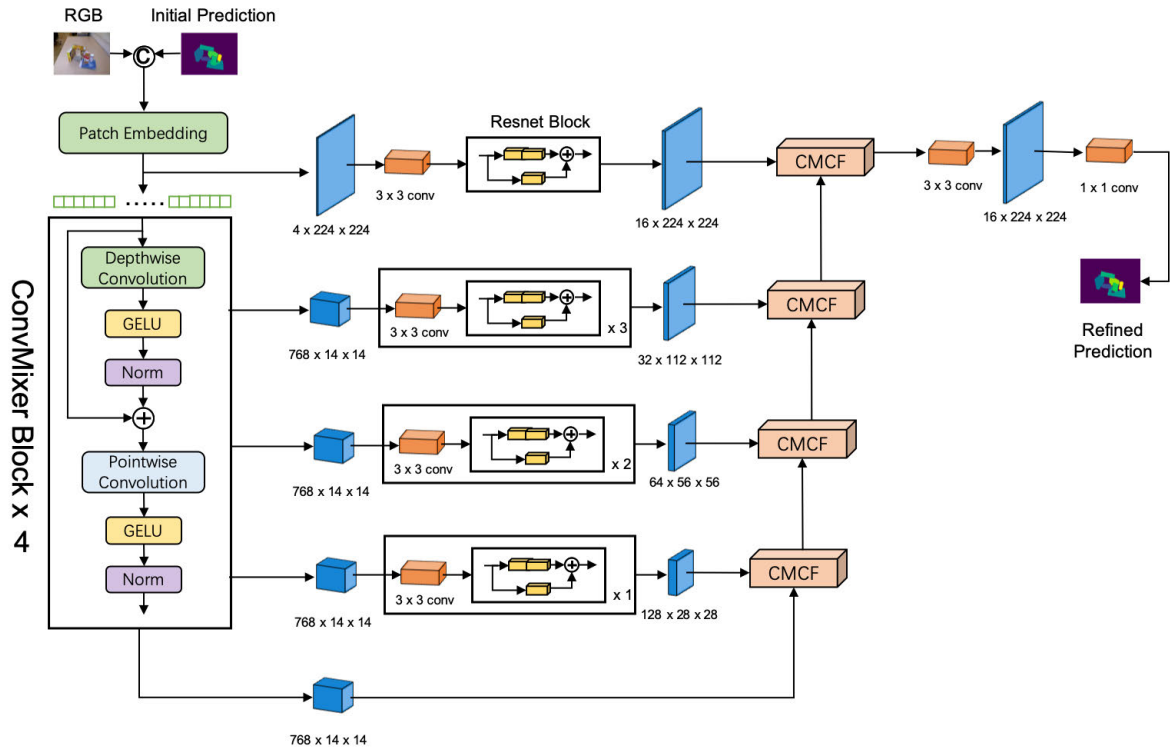 RGB
Initial Prediction
C
Patch Embedding
Resnet Block
CMCF
3 x 3 conv
4 x 224 x 224
16 x 224 x 224
3 x 3 conv
16 x 224 x 224
1 x 1 conv
Refined
Prediction
ConvMixer Block x 4
Depthwise
Convolution
GELU
Norm
Pointwise
Convolution
GELU
Norm
768 x 14 x 14
3 x 3 conv
x 3
32 x 112 x 112
CMCF
768 x 14 x 14
3 x 3 conv
x 2
64 x 56 x 56
CMCF
768 x 14 x 14
3 x 3 conv
x 1
128 x 28 x 28
CMCF
768 x 14 x 14